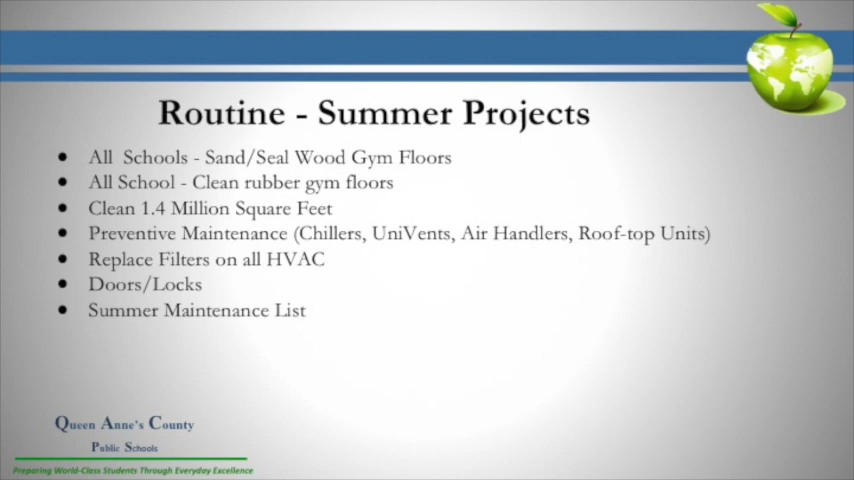 Routine - Summer Projects
● All Schools - Sand/Seal Wood Gym Floors
● All School - Clean rubber gym floors
● Clean 1.4 Million Square Feet
● Preventive Maintenance (Chillers, UniVents, Air Handlers, Roof-top Units)
● Replace Filters on all HVAC
● Doors/Locks
● Summer Maintenance List
Queen Anne's County
Public Schools
Preparing World-Class Students Through Everyday Excellence